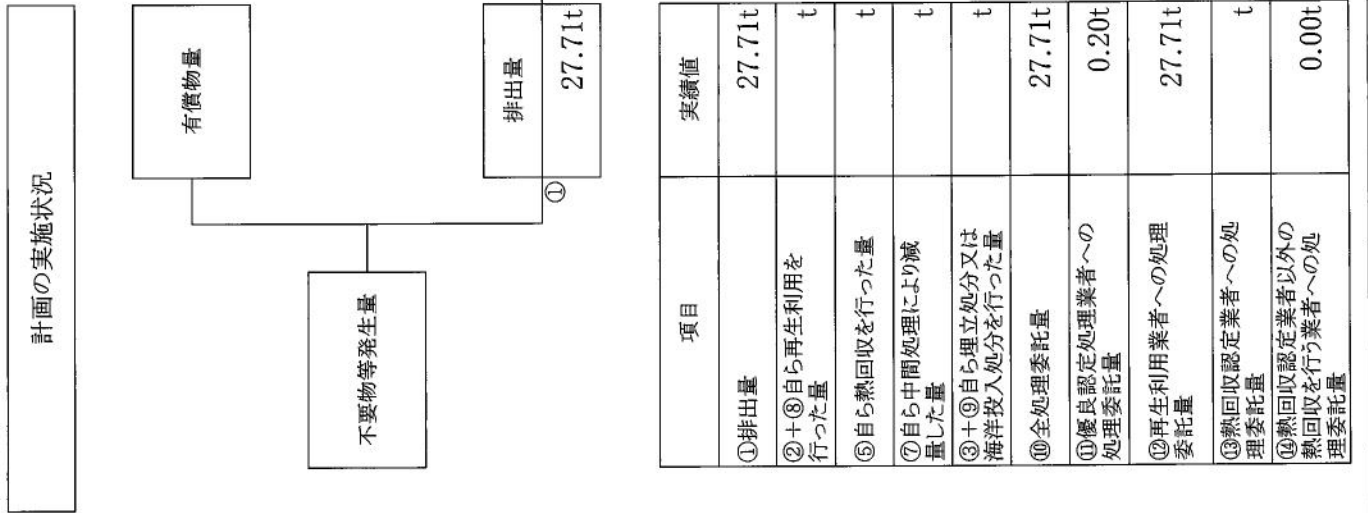 計画の実施状況
有償物量
不要物等発生量
排出量
①
27.71t
項目
実績値
①排出量
27.71t
②+⑧自ら再生利用を
行った量
t
⑤自ら熱回収を行った量
t
⑦自ら中間処理により減
量した量
t
③+⑨自ら埋立処分又は
海洋投入処分を行った量
t
⑩全処理委託量
27.71t
⑪優良認定処理業者への
処理委託量
0.20t
⑫再生利用業者への処理
委託量
27.71t
⑬熱回収認定業者への処
理委託量
t
⑭熱回収認定業者以外の
熱回収を行う業者への処
理委託量
0.00t